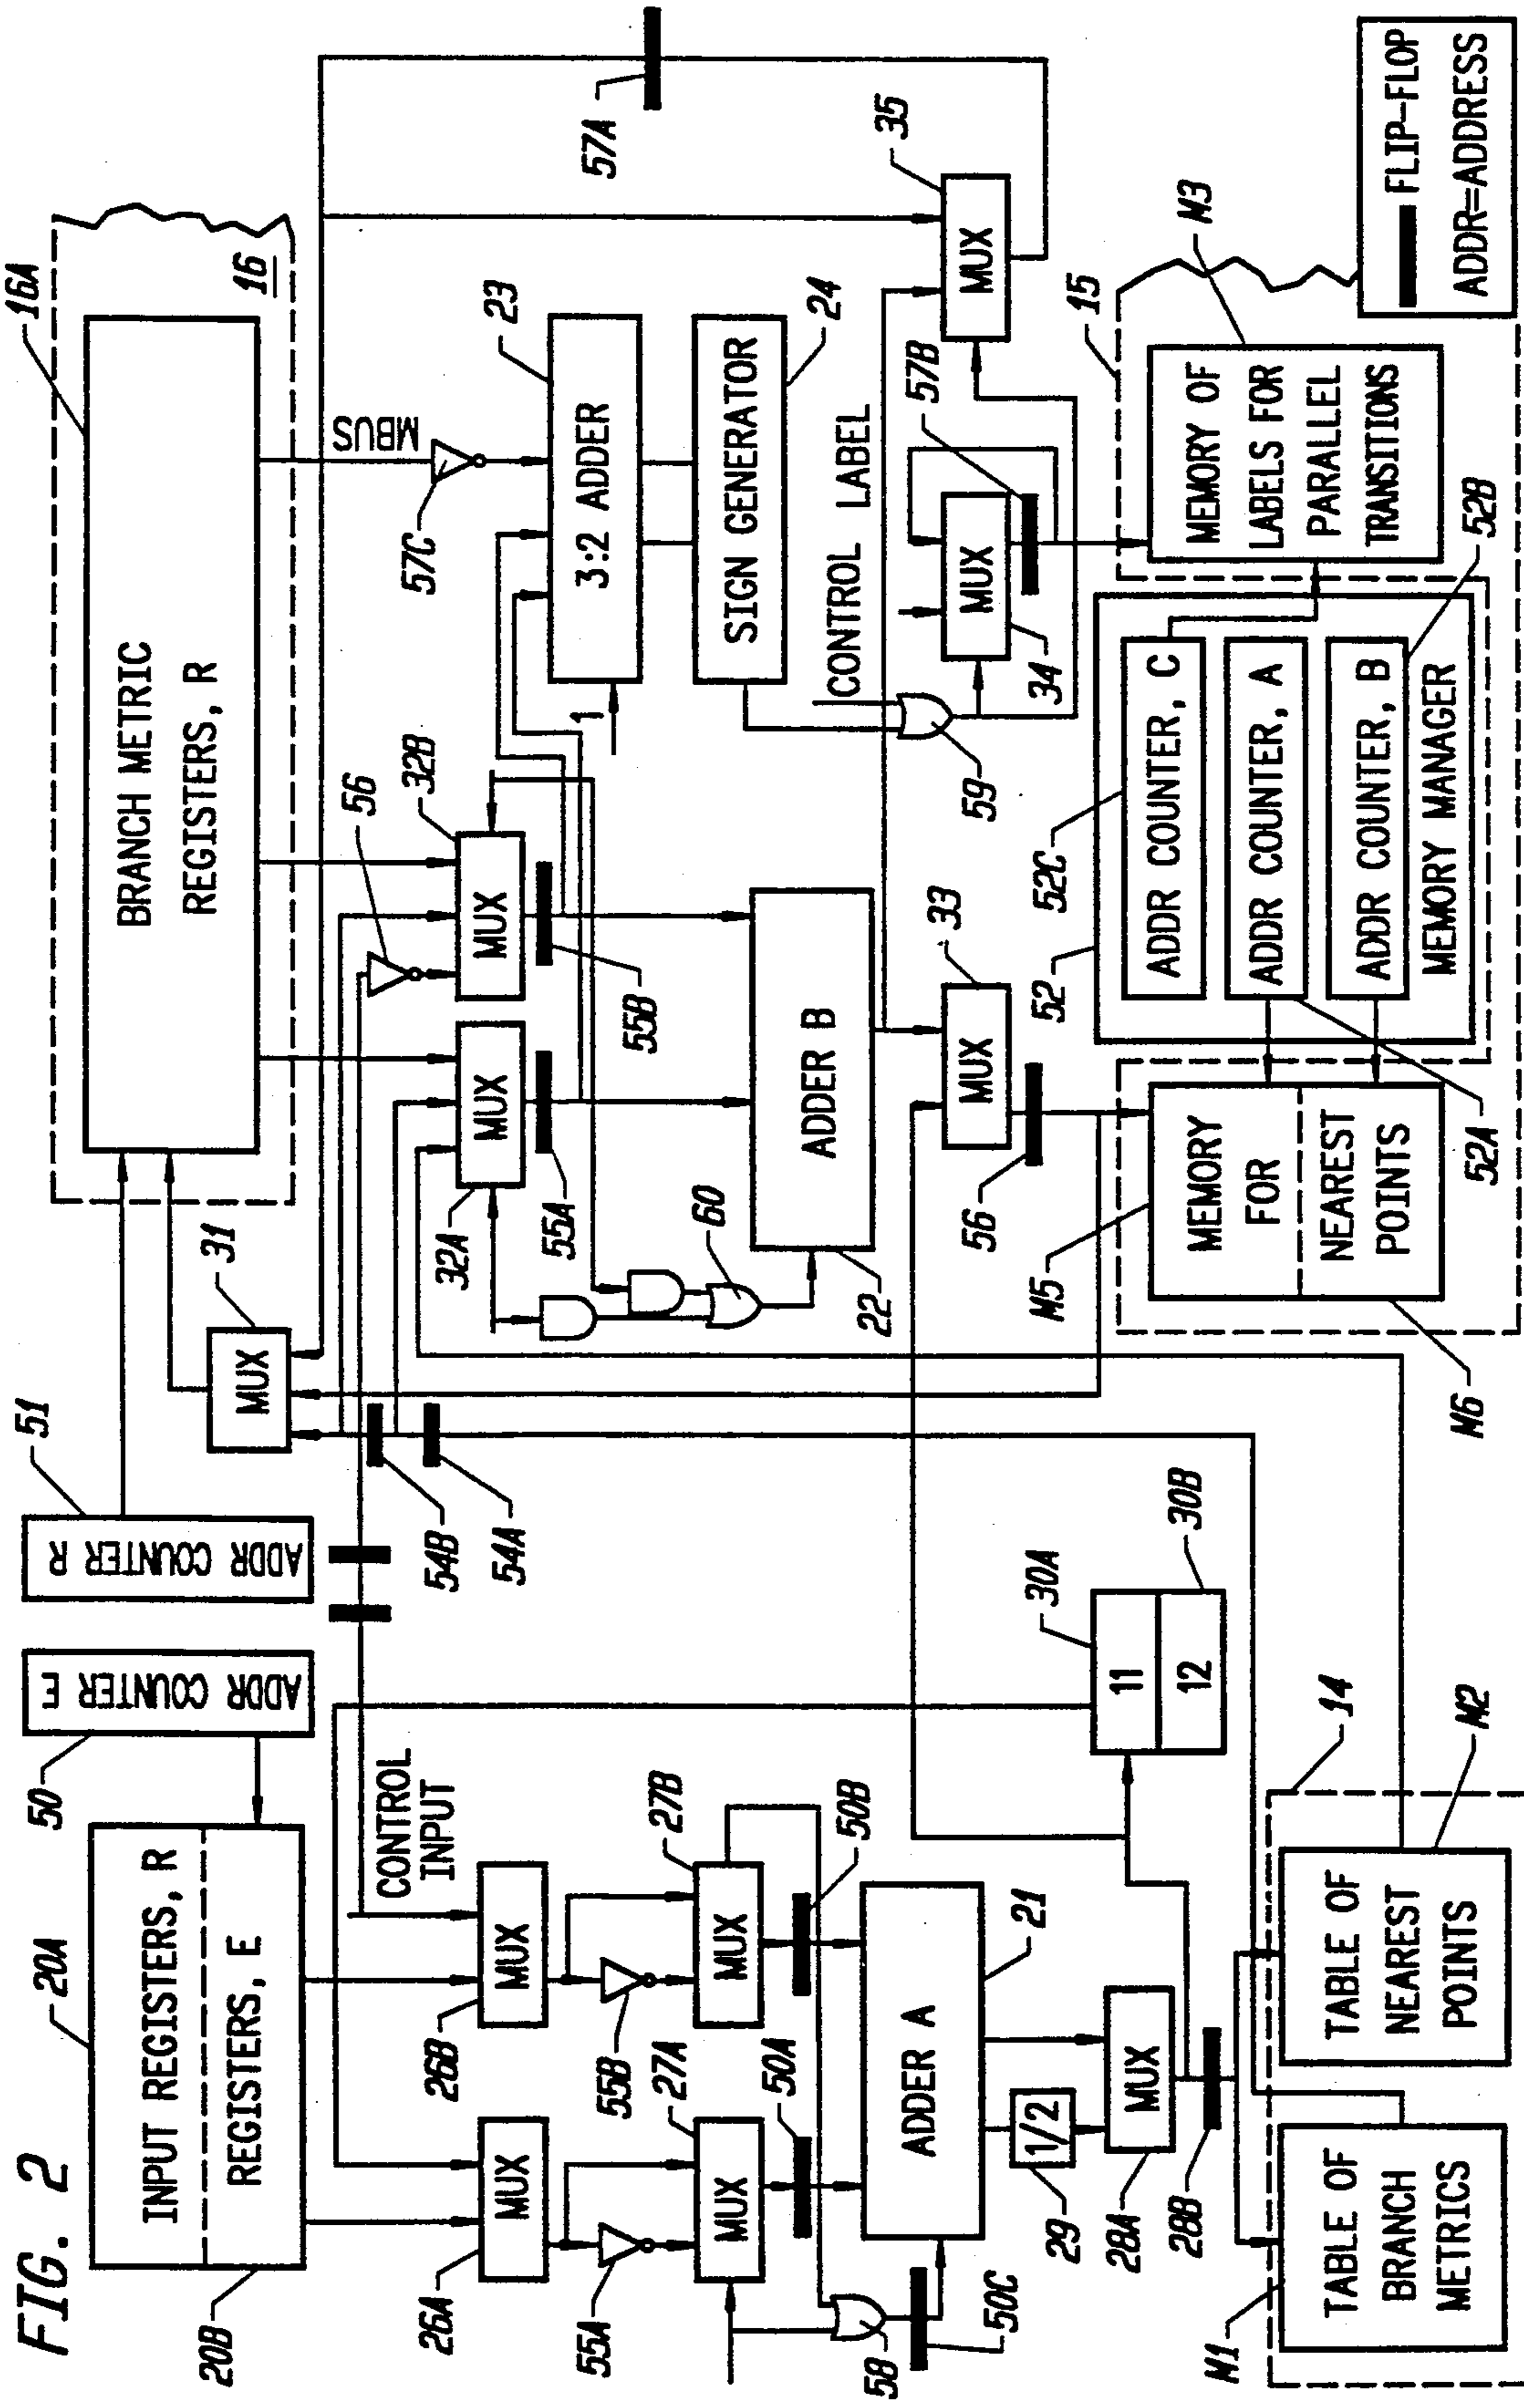 FIG. 2
20A
INPUT REGISTERS, R
REGISTERS, E
20B
50
ADDR COUNTER E
ADDR COUNTER R
51
31
MUX
16A
BRANCH METRIC
REGISTERS, R
16
MBUS
57C
57A
CONTROL
INPUT
26A
MUX
26B
MUX
55A
55B
27A
MUX
27B
MUX
50A
50B
58
50C
ADDER A
21
29
1/2
28A
MUX
28B
30A
11
12
30B
54B
54A
56
32A
MUX
32B
MUX
55A
55B
60
1
3:2 ADDER
23
SIGN GENERATOR
24
ADDER B
22
CONTROL LABEL
59
33
MUX
56
34
MUX
57B
35
MUX
14
M1
TABLE OF
BRANCH
METRICS
M2
TABLE OF
NEAREST
POINTS
M5
MEMORY
FOR
NEAREST
POINTS
M6
52
52C
ADDR COUNTER, C
ADDR COUNTER, A
ADDR COUNTER, B
MEMORY MANAGER
52A
52B
15
M3
MEMORY OF
LABELS FOR
PARALLEL
TRANSITIONS
FLIP-FLOP
ADDR=ADDRESS